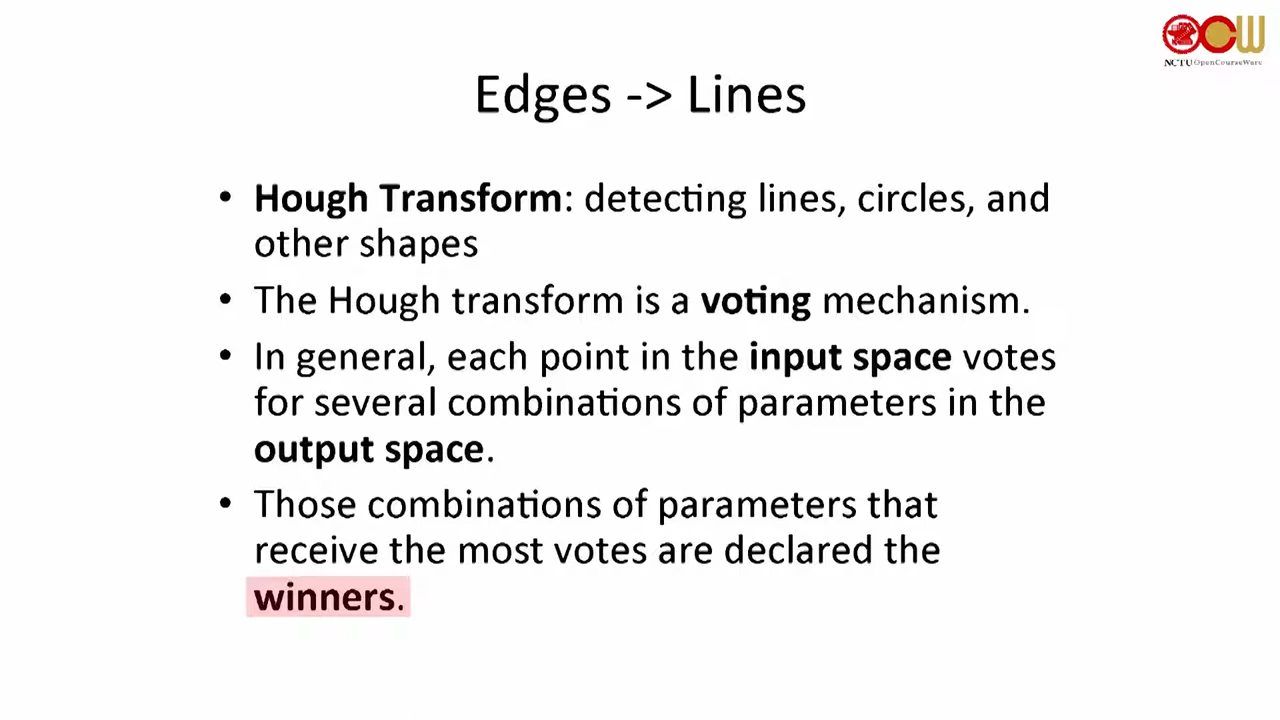 OCW
NCTU OpenCourseWare
Edges -> Lines
• Hough Transform: detecting lines, circles, and
other shapes
• The Hough transform is a voting mechanism.
• In general, each point in the input space votes
for several combinations of parameters in the
output space.
• Those combinations of parameters that
receive the most votes are declared the
winners.